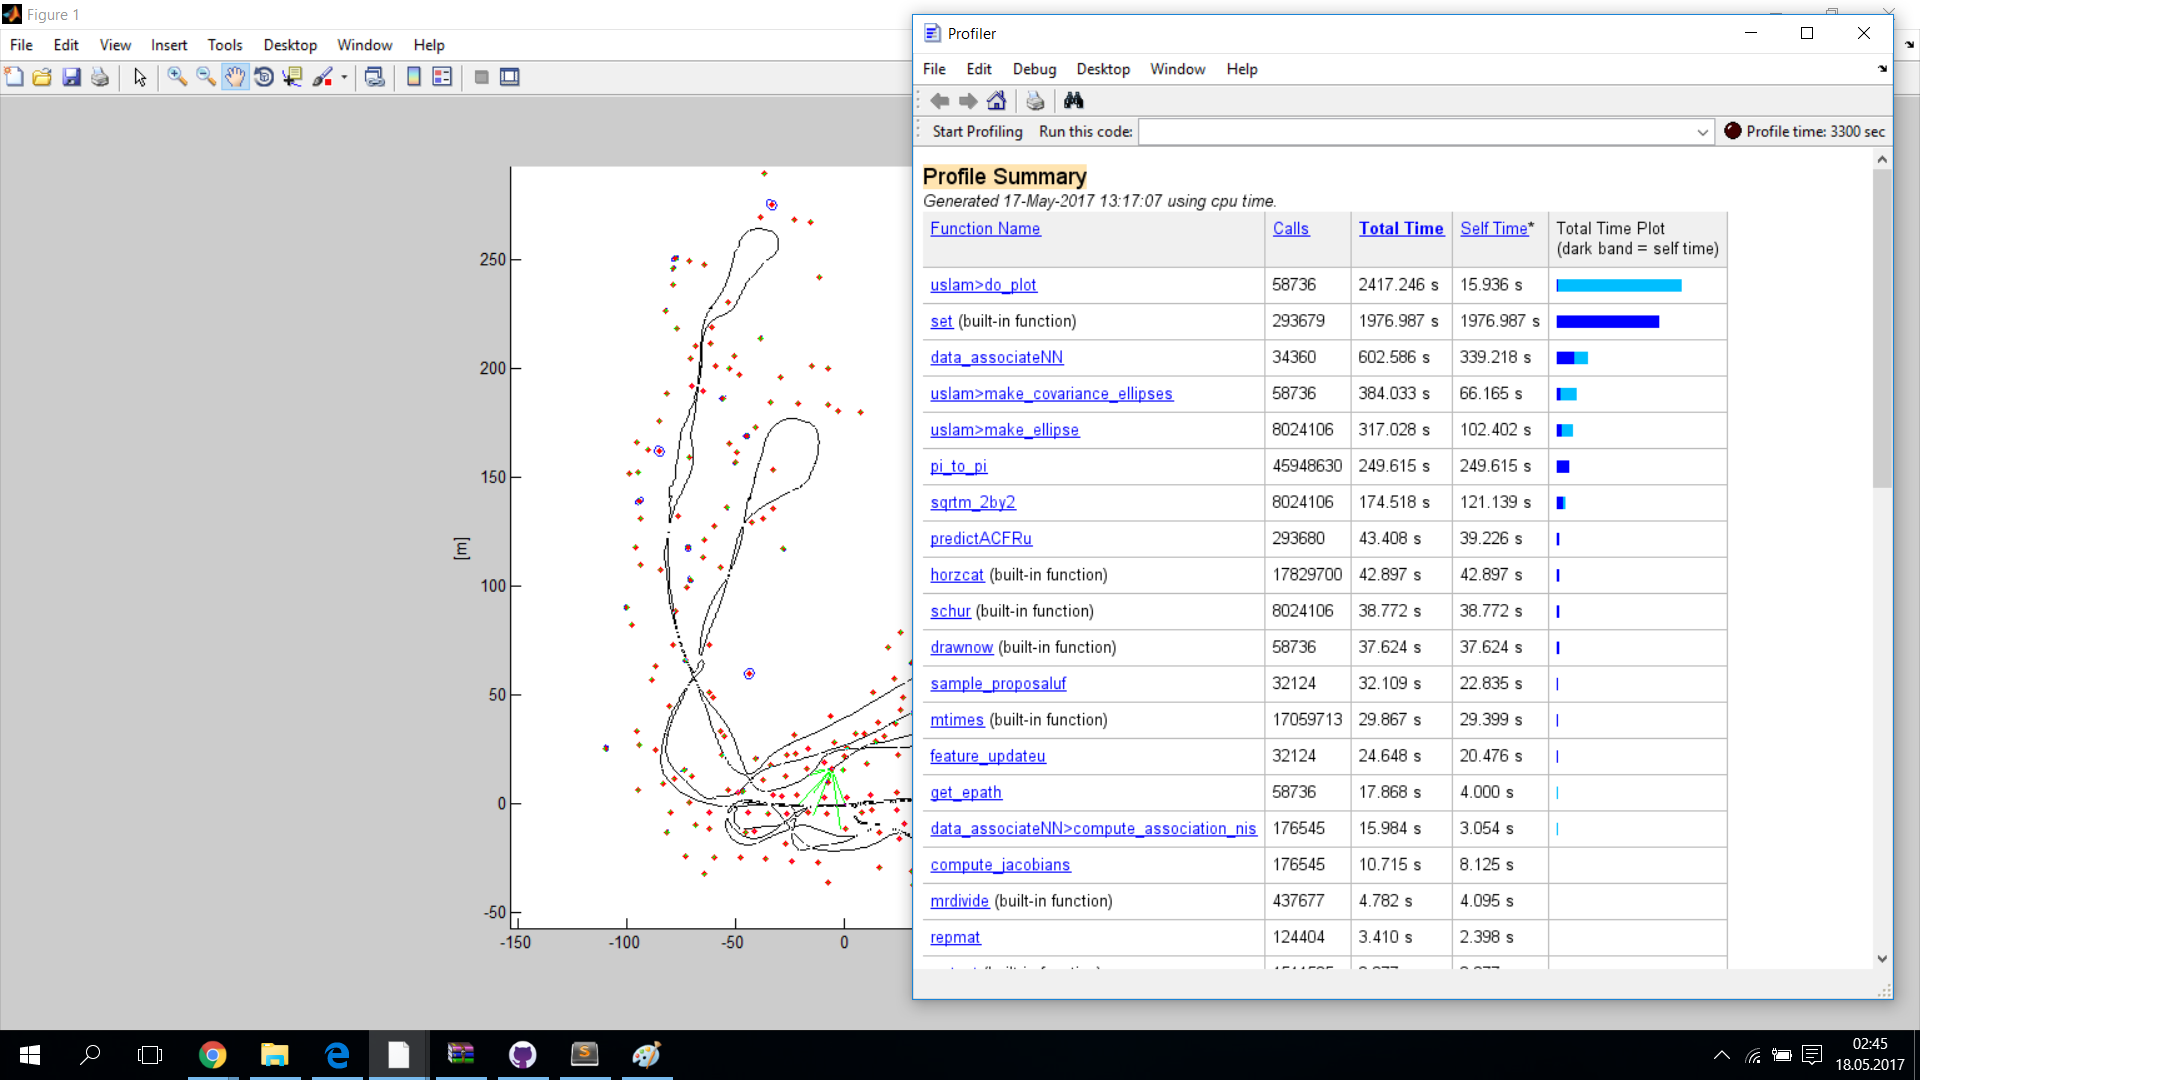 Figure 1
File Edit View Insert Tools Desktop Window Help
250
200
150
100
50
0
-50
[m]
-150 -100 -50 0
Profiler
File Edit Debug Desktop Window Help
Start Profiling Run this code: Profile time: 3300 sec
Profile Summary
Generated 17-May-2017 13:17:07 using cpu time.
Function Name Calls Total Time Self Time* Total Time Plot
(dark band = self time)
uslam>do_plot 58736 2417.246 s 15.936 s
set (built-in function) 293679 1976.987 s 1976.987 s
data_associateNN 34360 602.586 s 339.218 s
uslam>make_covariance_ellipses 58736 384.033 s 66.165 s
uslam>make_ellipse 8024106 317.028 s 102.402 s
pi_to_pi 45948630 249.615 s 249.615 s
sqrtm_2by2 8024106 174.518 s 121.139 s
predictACFRu 293680 43.408 s 39.226 s
horzcat (built-in function) 17829700 42.897 s 42.897 s
schur (built-in function) 8024106 38.772 s 38.772 s
drawnow (built-in function) 58736 37.624 s 37.624 s
sample_proposaluf 32124 32.109 s 22.835 s
mtimes (built-in function) 17059713 29.867 s 29.399 s
feature_updateu 32124 24.648 s 20.476 s
get_epath 58736 17.868 s 4.000 s
data_associateNN>compute_association_nis 176545 15.984 s 3.054 s
compute_jacobians 176545 10.715 s 8.125 s
mrdivide (built-in function) 437677 4.782 s 4.095 s
repmat 124404 3.410 s 2.398 s
02:45
18.05.2017